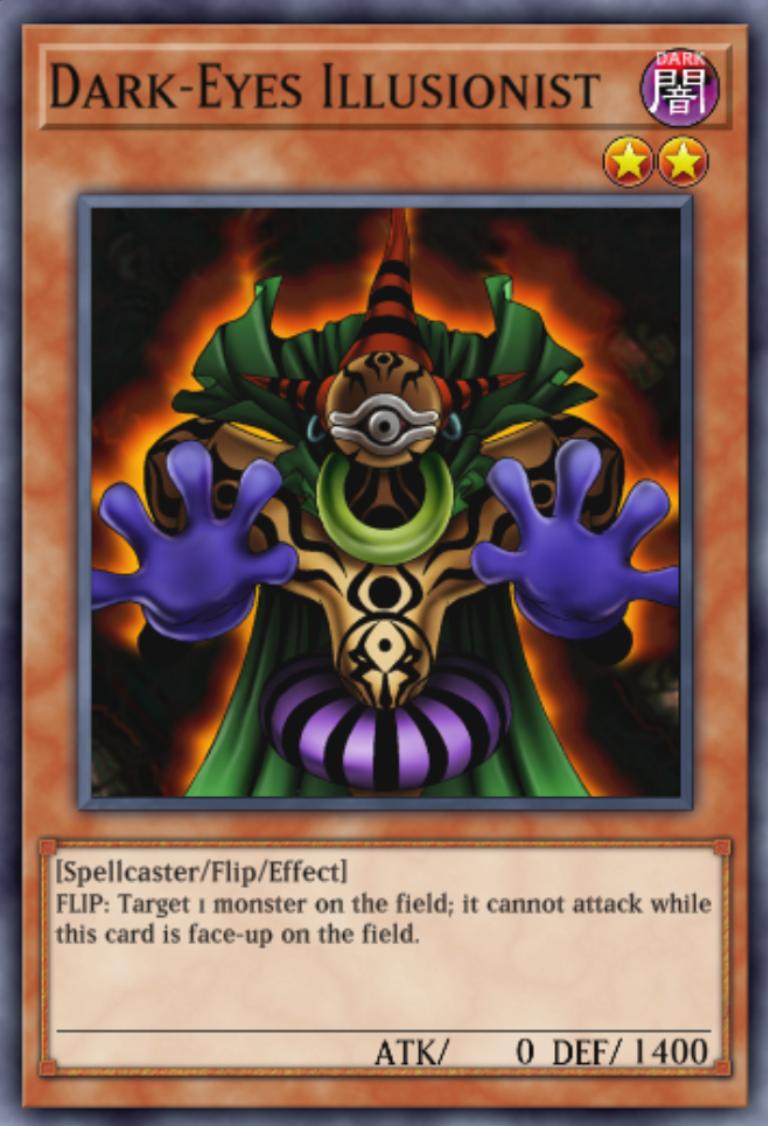 Dark-Eyes Illusionist
DARK
闇
[Spellcaster/Flip/Effect]
FLIP: Target 1 monster on the field; it cannot attack while
this card is face-up on the field.
ATK/ 0 DEF/ 1400